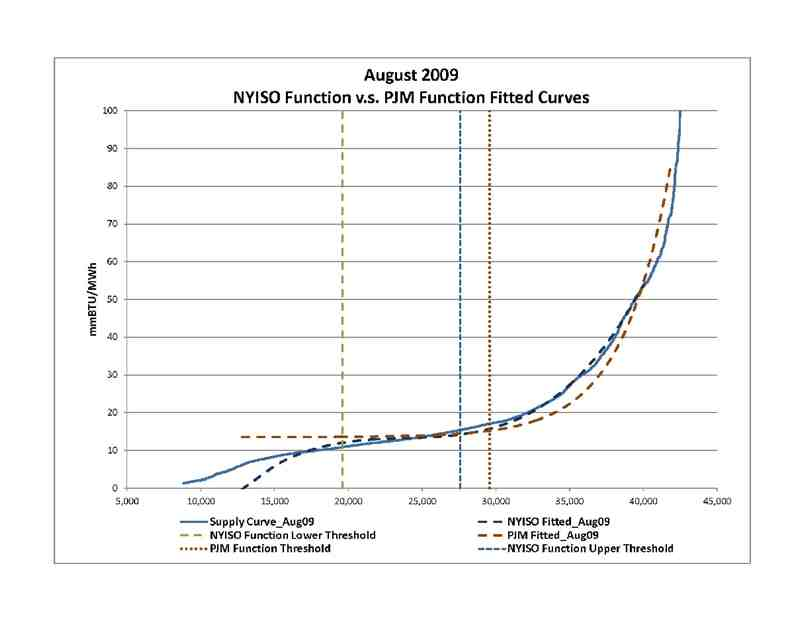 August 2009
NYISO Function v.s. PJM Function Fitted Curves
mmBTU/MWh
100
90
80
70
60
50
40
30
20
10
0
5,000 10,000 15,000 20,000 25,000 30,000 35,000 40,000 45,000
Supply Curve_Aug09 NYISO Fitted_Aug09
NYISO Function Lower Threshold PJM Fitted_Aug09
PJM Function Threshold NYISO Function Upper Threshold